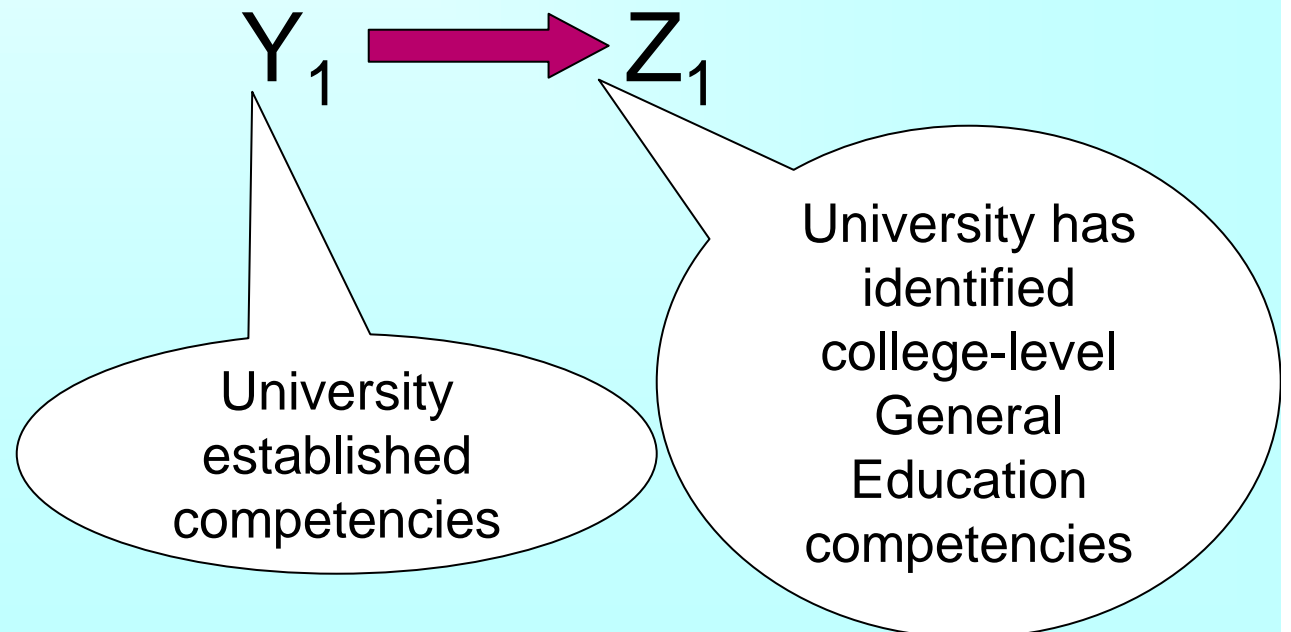 Y₁ Z₁
University
established
competencies
University has
identified
college-level
General
Education
competencies